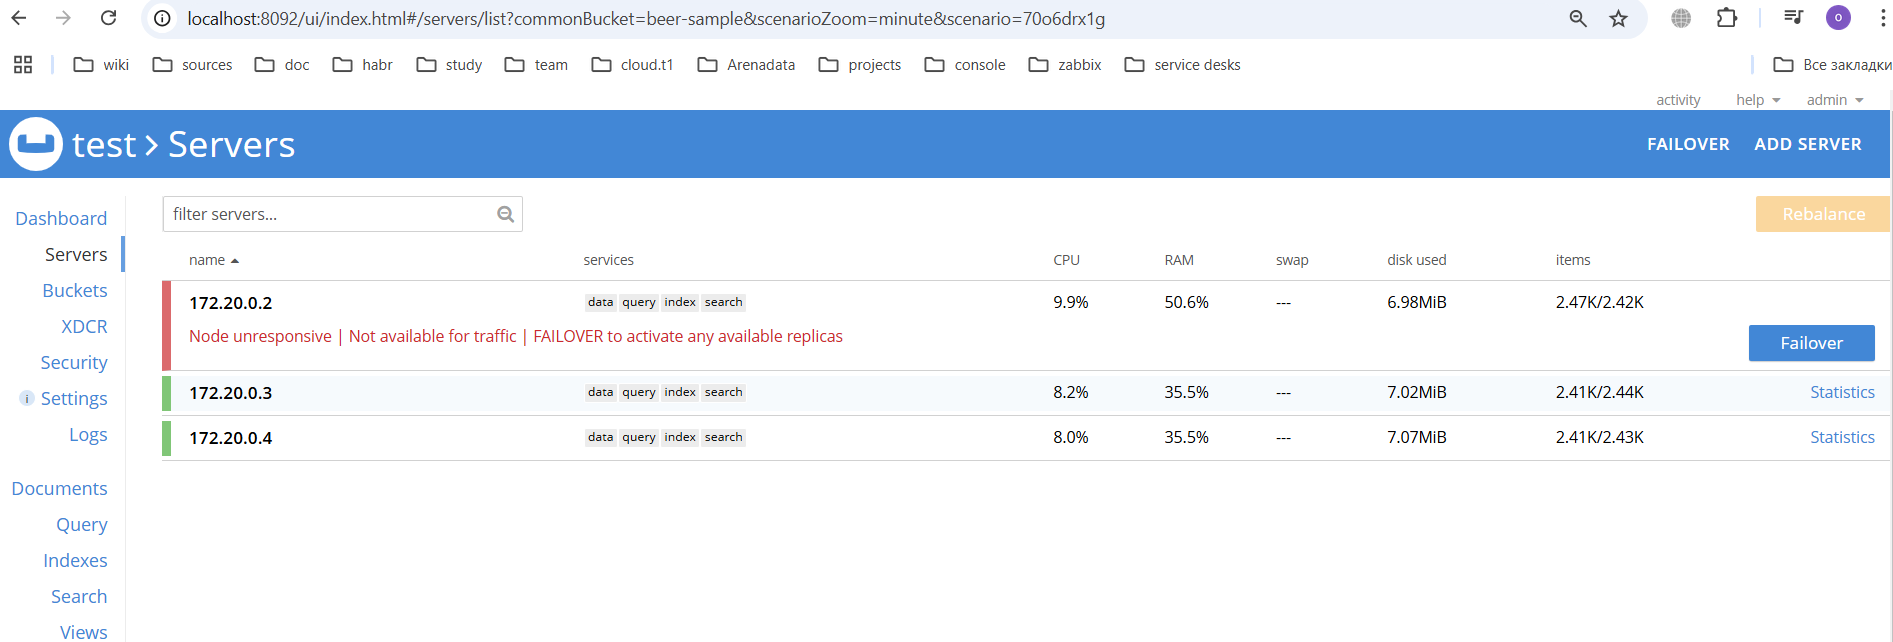 localhost:8092/ui/index.html#/servers/list?commonBucket=beer-sample&scenarioZoom=minute&scenario=70o6drx1g
o
wiki sources doc habr study team cloud.t1 Arenadata projects console zabbix service desks Все закладки
activity help admin
test > Servers FAILOVER ADD SERVER
filter servers... Rebalance
Dashboard
Servers
Buckets
XDCR
Security
i Settings
Logs
Documents
Query
Indexes
Search
Views
name services CPU RAM swap disk used items
172.20.0.2 data query index search 9.9% 50.6% --- 6.98MiB 2.47K/2.42K
Node unresponsive | Not available for traffic | FAILOVER to activate any available replicas
Failover
172.20.0.3 data query index search 8.2% 35.5% --- 7.02MiB 2.41K/2.44K Statistics
172.20.0.4 data query index search 8.0% 35.5% --- 7.07MiB 2.41K/2.43K Statistics